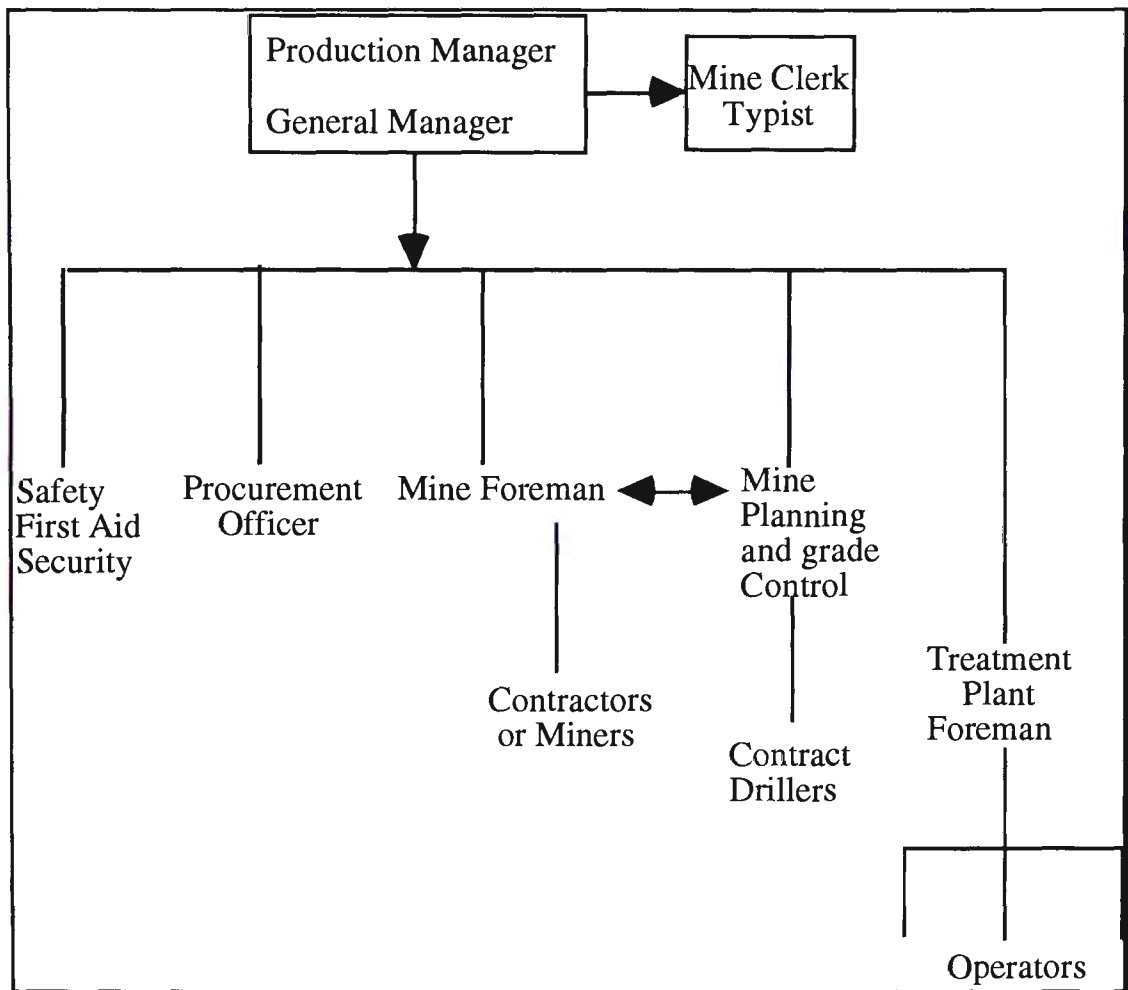 Production Manager
General Manager
Mine Clerk
Typist
Safety
First Aid
Security
Procurement
Officer
Mine Foreman
Mine
Planning
and grade
Control
Contractors
or Miners
Contract
Drillers
Treatment
Plant
Foreman
Operators